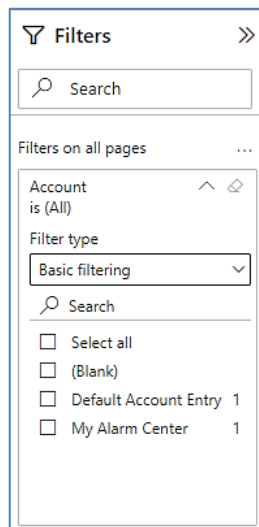 Filters
Search
Filters on all pages
Account
is (All)
Filter type
Basic filtering
Search
Select all
(Blank)
Default Account Entry 1
My Alarm Center 1